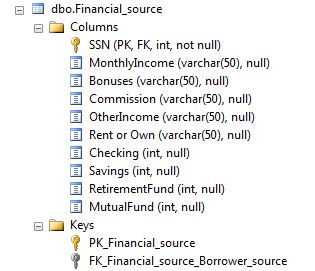 dbo.Financial_source
Columns
SSN (PK, FK, int, not null)
MonthlyIncome (varchar(50), null)
Bonuses (varchar(50), null)
Commission (varchar(50), null)
OtherIncome (varchar(50), null)
Rent or Own (varchar(50), null)
Checking (int, null)
Savings (int, null)
RetirementFund (int, null)
MutualFund (int, null)
Keys
PK_Financial_source
FK_Financial_source_Borrower_source